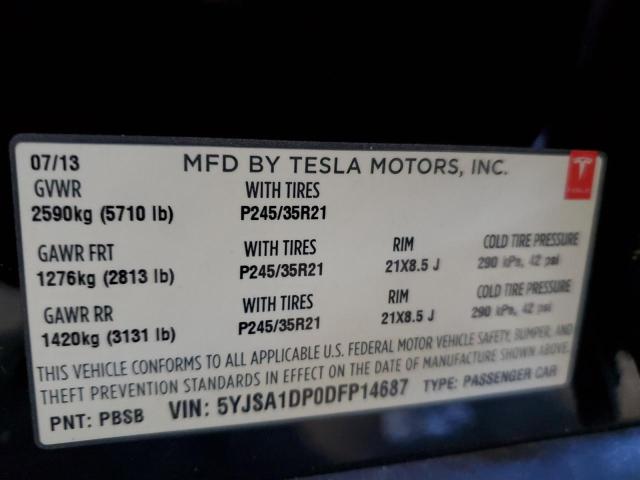 07/13 MFD BY TESLA MOTORS, INC.
GVWR WITH TIRES
2590kg (5710 lb) P245/35R21
GAWR FRT WITH TIRES RIM COLD TIRE PRESSURE
1276kg (2813 lb) P245/35R21 21X8.5 J 290 kPa, 42 psi
GAWR RR WITH TIRES RIM COLD TIRE PRESSURE
1420kg (3131 lb) P245/35R21 21X8.5 J 290 kPa, 42 psi
THIS VEHICLE CONFORMS TO ALL APPLICABLE U.S. FEDERAL MOTOR VEHICLE SAFETY, BUMPER, AND
THEFT PREVENTION STANDARDS IN EFFECT ON THE DATE OF MANUFACTURE SHOWN ABOVE.
PNT: PBSB VIN: 5YJSA1DP0DFP14687 TYPE: PASSENGER CAR
TESLA